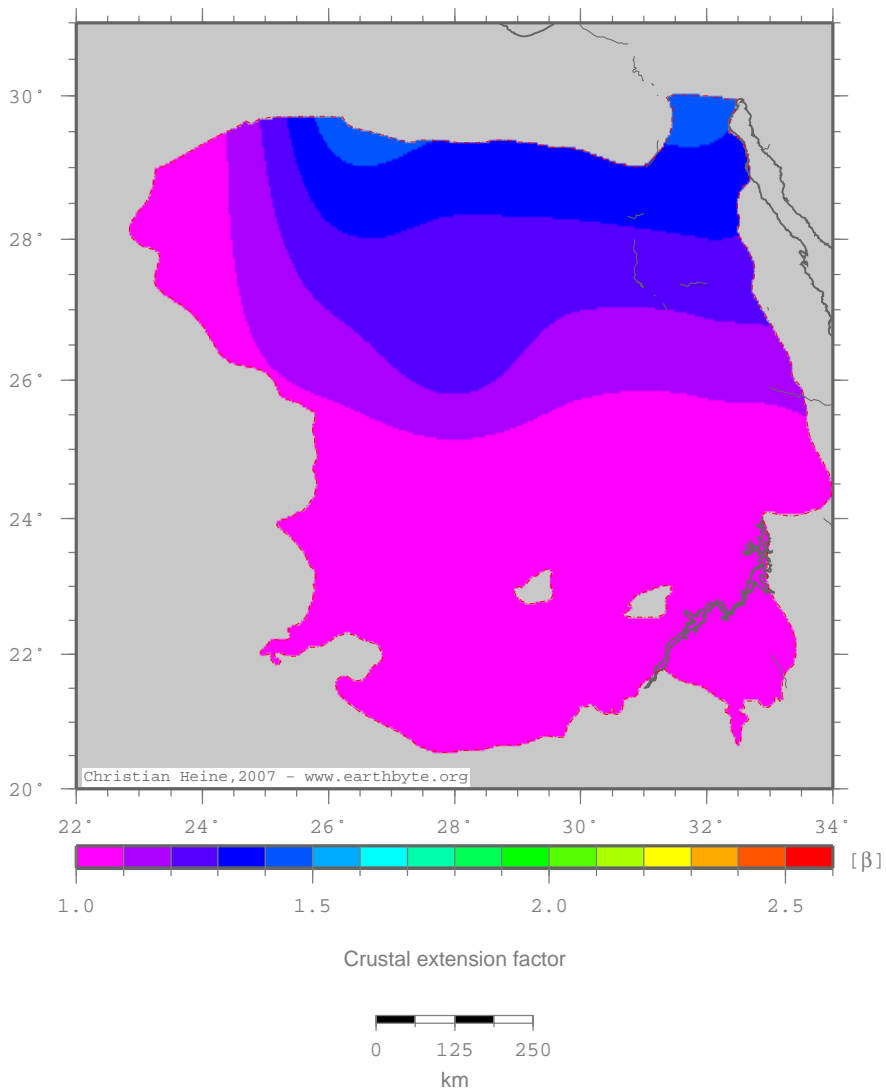 30°
28°
26°
24°
22°
20°
Christian Heine,2007 - www.earthbyte.org
22° 24° 26° 28° 30° 32° 34°
[β]
1.0 1.5 2.0 2.5
Crustal extension factor
0 125 250
km